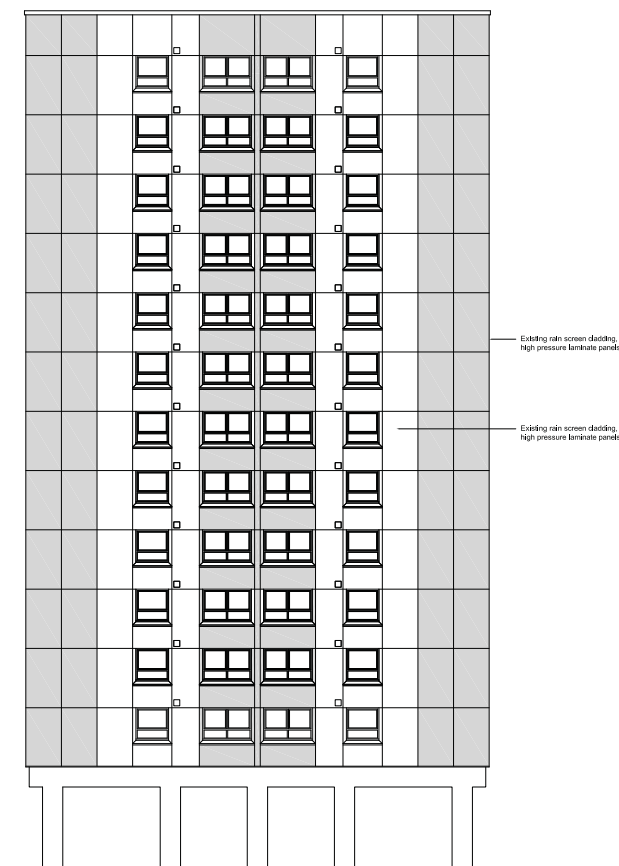 Existing rain screen cladding,
high pressure laminate panels
Existing rain screen cladding,
high pressure laminate panels